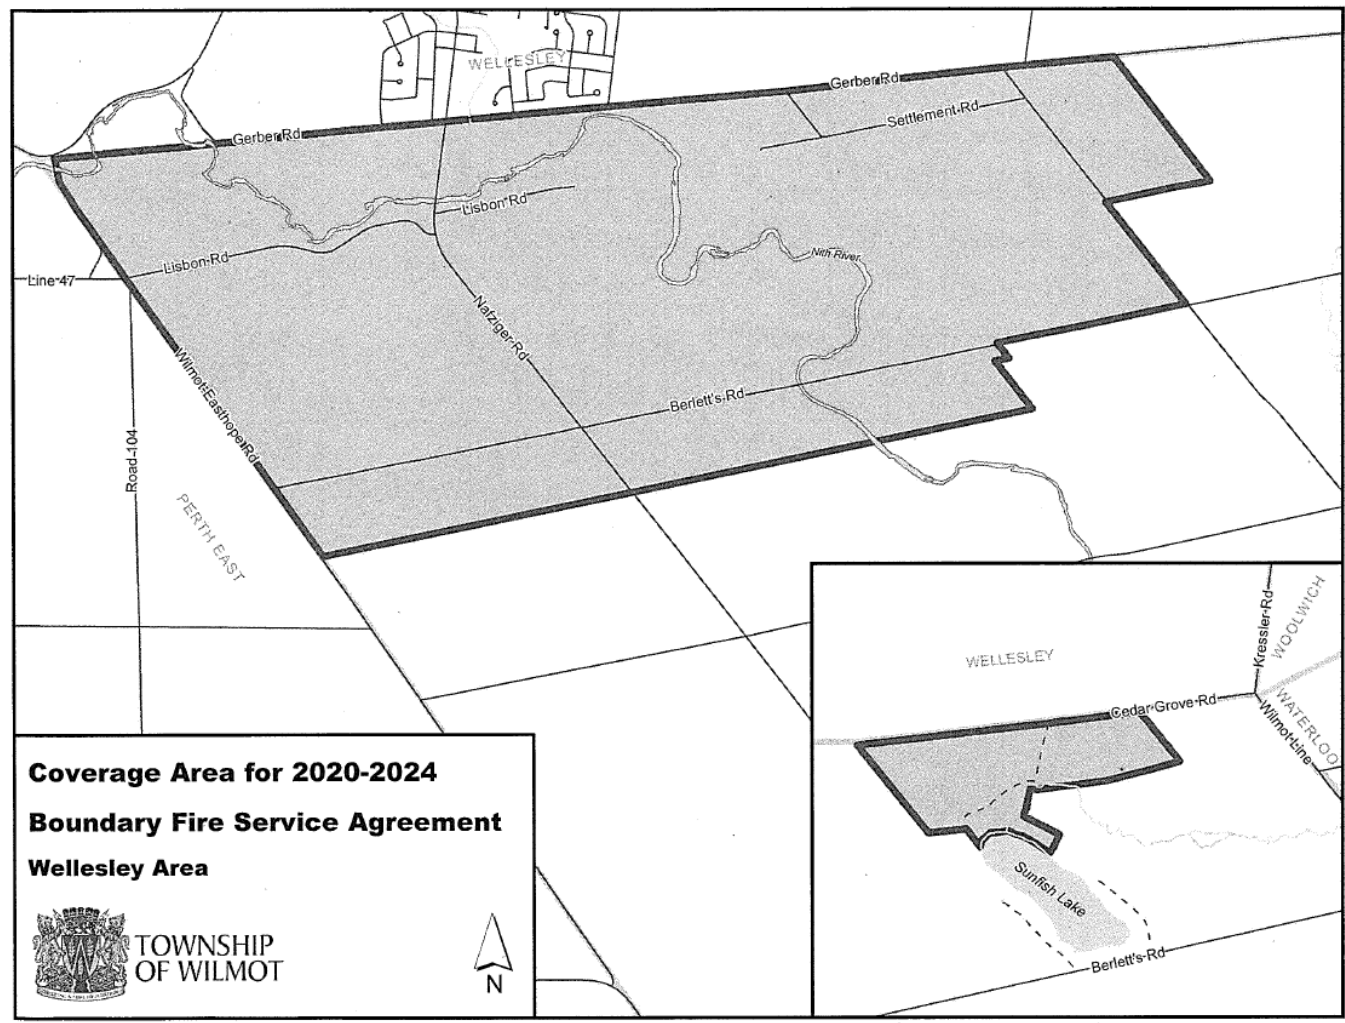 WELLESLEY
Gerber Rd
Gerber Rd
Settlement Rd
Lisbon Rd
Nith River
Lisbon Rd
Line 47
Nafziger Rd
Wilmot-Easthope Rd
Berlett's Rd
Road 104
PERTH EAST
Kressler Rd
WOOLWICH
WELLESLEY
Cedar Grove Rd
WATERLOO
Wilmot Line
Sunfish Lake
Berlett's Rd
Coverage Area for 2020-2024
Boundary Fire Service Agreement
Wellesley Area
TOWNSHIP
OF WILMOT
N